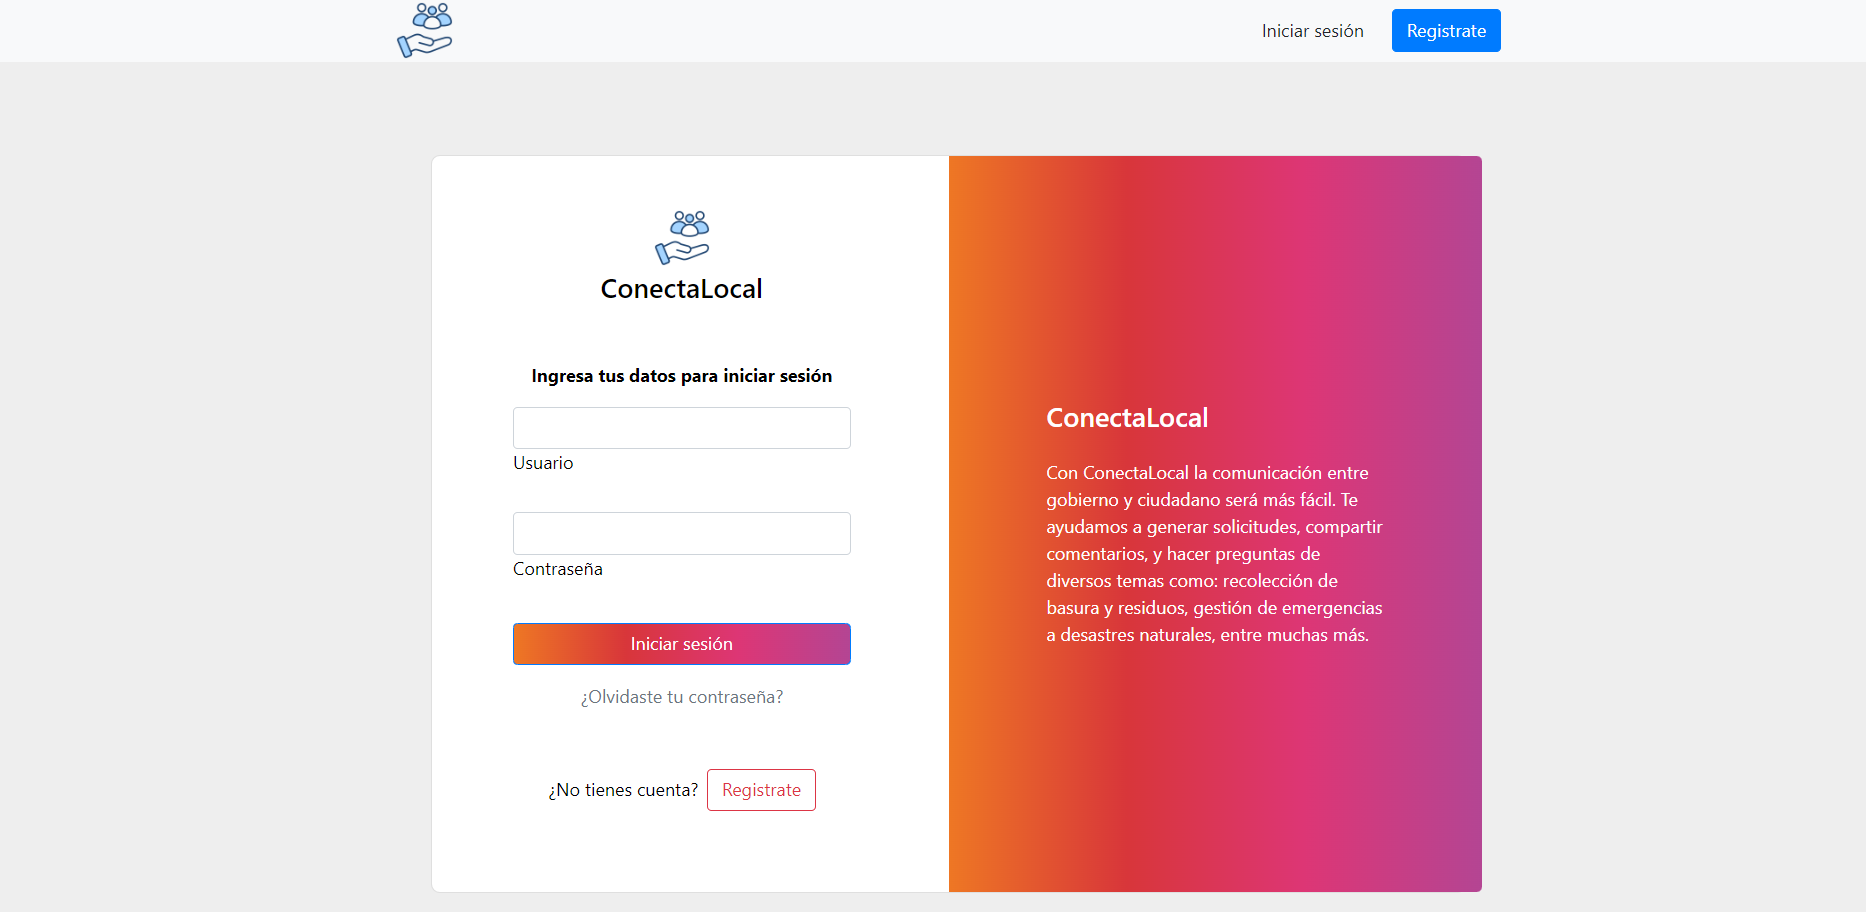 Iniciar sesión
Registrate
ConectaLocal
Ingresa tus datos para iniciar sesión
Usuario
Contraseña
Iniciar sesión
¿Olvidaste tu contraseña?
¿No tienes cuenta? Registrate
ConectaLocal
Con ConectaLocal la comunicación entre
gobierno y ciudadano será más fácil. Te
ayudamos a generar solicitudes, compartir
comentarios, y hacer preguntas de
diversos temas como: recolección de
basura y residuos, gestión de emergencias
a desastres naturales, entre muchas más.